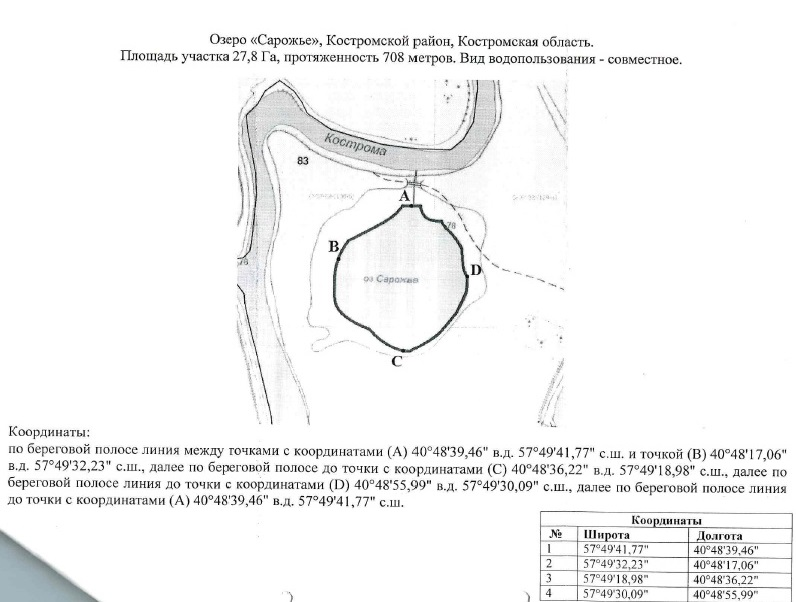 Озеро «Сарожье», Костромской район, Костромская область.
Площадь участка 27,8 Га, протяженность 708 метров. Вид водопользования - совместное.
Кострома
83
A
78
B
D
78
оз Сарожье
C
Координаты:
по береговой полосе линия между точками с координатами (А) 40°48'39,46" в.д. 57°49'41,77" с.ш. и точкой (В) 40°48'17,06"
в.д. 57°49'32,23" с.ш., далее по береговой полосе до точки с координатами (С) 40°48'36,22" в.д. 57°49'18,98" с.ш., далее по
береговой полосе линия до точки с координатами (D) 40°48'55,99" в.д. 57°49'30,09" с.ш., далее по береговой полосе линия
до точки с координатами (А) 40°48'39,46" в.д. 57°49'41,77" с.ш.
Координаты
№ Широта Долгота
1 57°49'41,77" 40°48'39,46"
2 57°49'32,23" 40°48'17,06"
3 57°49'18,98" 40°48'36,22"
4 57°49'30,09" 40°48'55,99"